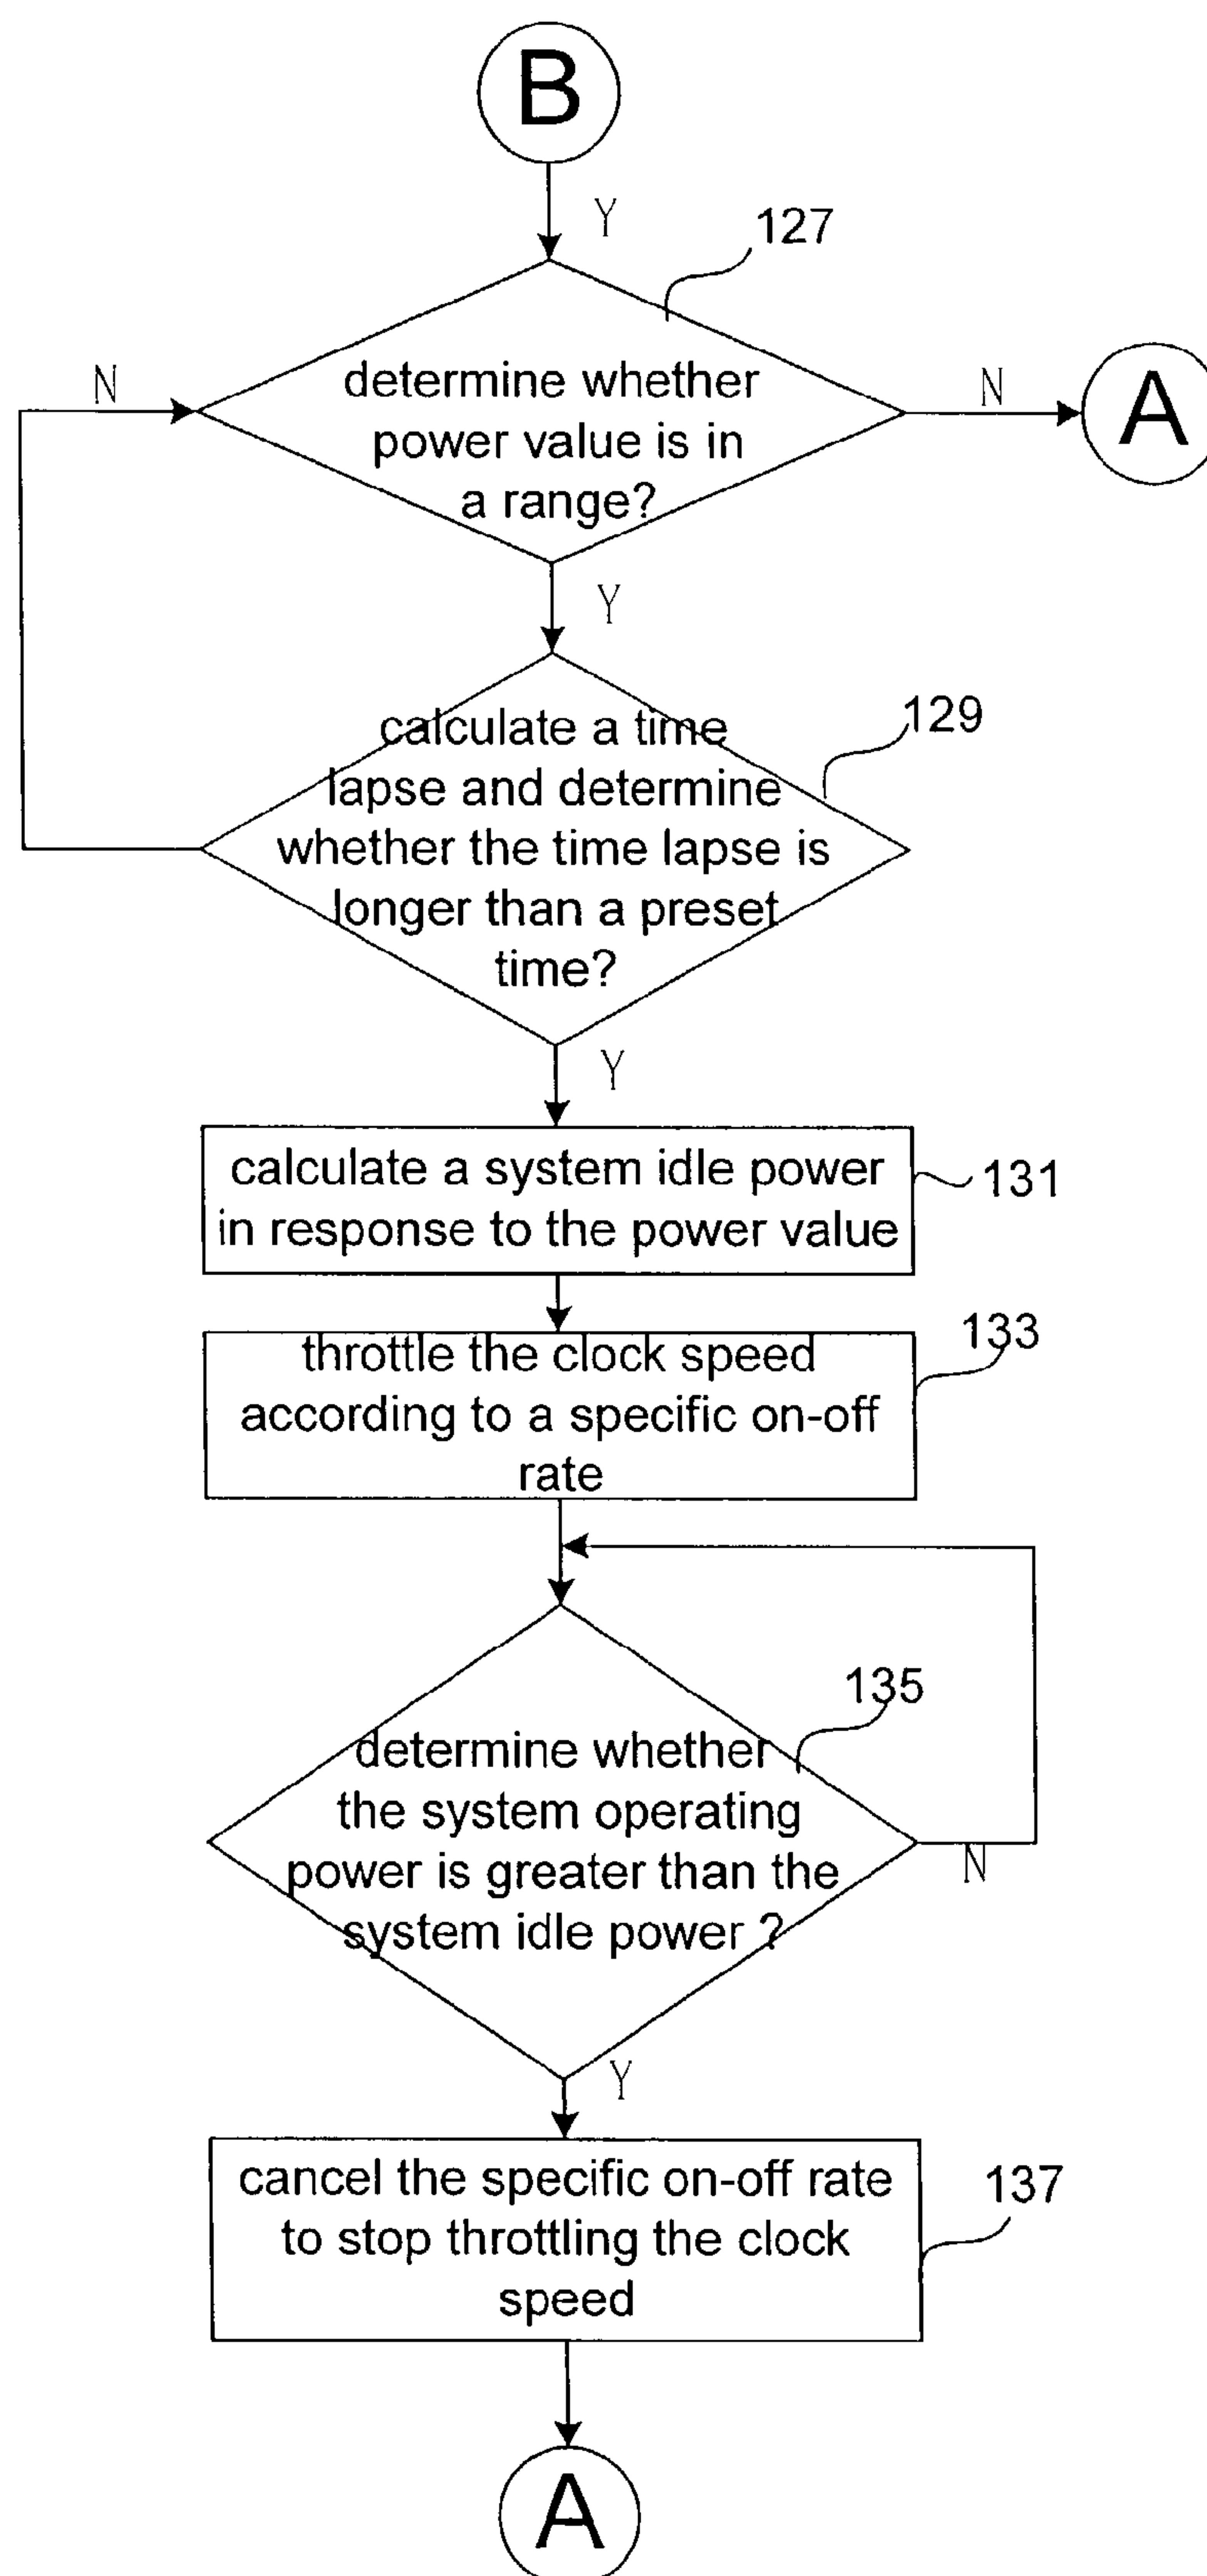 B
Y
127
N
determine whether
power value is in
a range?
N
A
Y
129
calculate a time
lapse and determine
whether the time lapse is
longer than a preset
time?
Y
calculate a system idle power
in response to the power value
131
133
throttle the clock speed
according to a specific on-off
rate
135
determine whether
the system operating
power is greater than the
system idle power ?
N
Y
cancel the specific on-off rate
to stop throttling the clock
speed
137
A